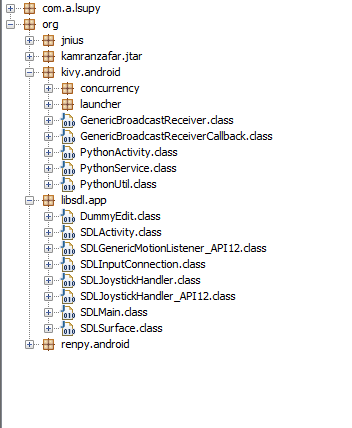 com.a.lsupy
org
jnius
kamranzafar.jtar
kivy.android
concurrency
launcher
GenericBroadcastReceiver.class
GenericBroadcastReceiverCallback.class
PythonActivity.class
PythonService.class
PythonUtil.class
libsdl.app
DummyEdit.class
SDLActivity.class
SDLGenericMotionListener_API12.class
SDLInputConnection.class
SDLJoystickHandler.class
SDLJoystickHandler_API12.class
SDLMain.class
SDLSurface.class
renpy.android